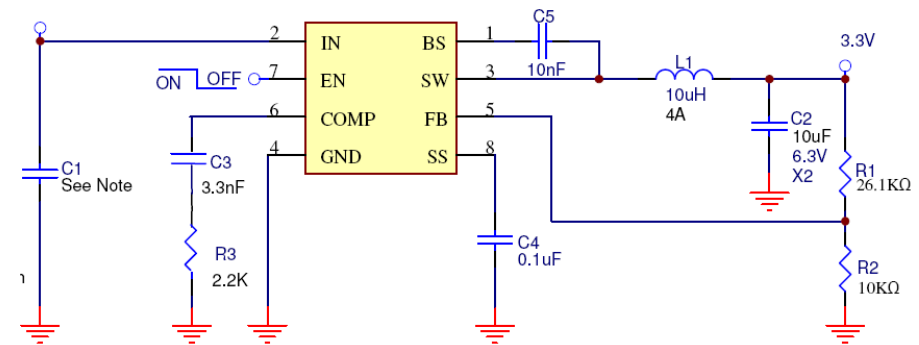 C5
2
IN
BS
1
10nF
3.3V
ON
OFF
7
EN
SW
3
L1
10uH
4A
6
COMP
FB
5
C2
10uF
6.3V
X2
4
GND
SS
8
C1
See Note
C3
3.3nF
R1
26.1KΩ
R3
2.2K
C4
0.1uF
R2
10KΩ